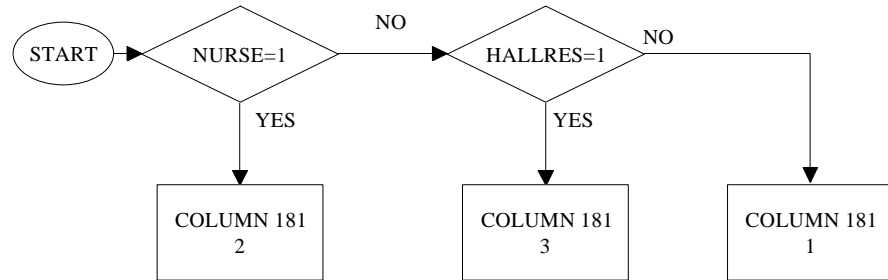 START
NURSE=1
NO
HALLRES=1
NO
YES
YES
COLUMN 181
2
COLUMN 181
3
COLUMN 181
1